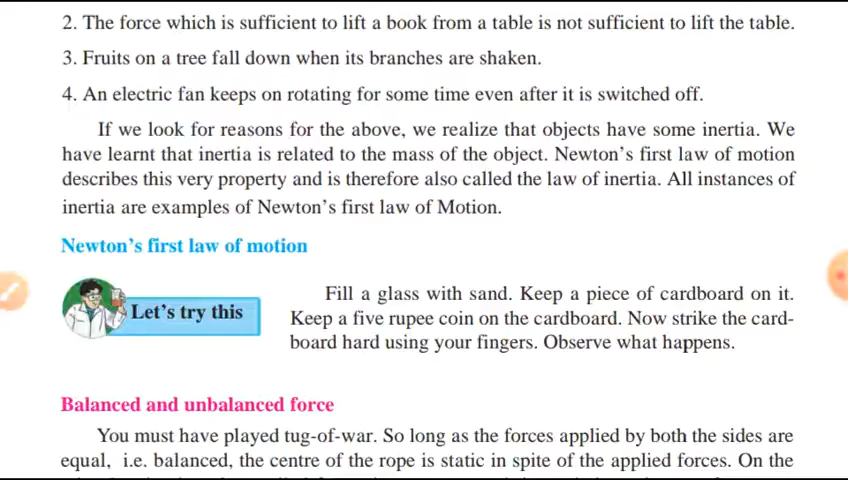 2. The force which is sufficient to lift a book from a table is not sufficient to lift the table.
3. Fruits on a tree fall down when its branches are shaken.
4. An electric fan keeps on rotating for some time even after it is switched off.
If we look for reasons for the above, we realize that objects have some inertia. We
have learnt that inertia is related to the mass of the object. Newton's first law of motion
describes this very property and is therefore also called the law of inertia. All instances of
inertia are examples of Newton's first law of Motion.
Newton's first law of motion
Let's try this
Fill a glass with sand. Keep a piece of cardboard on it.
Keep a five rupee coin on the cardboard. Now strike the card-
board hard using your fingers. Observe what happens.
Balanced and unbalanced force
You must have played tug-of-war. So long as the forces applied by both the sides are
equal, i.e. balanced, the centre of the rope is static in spite of the applied forces. On the